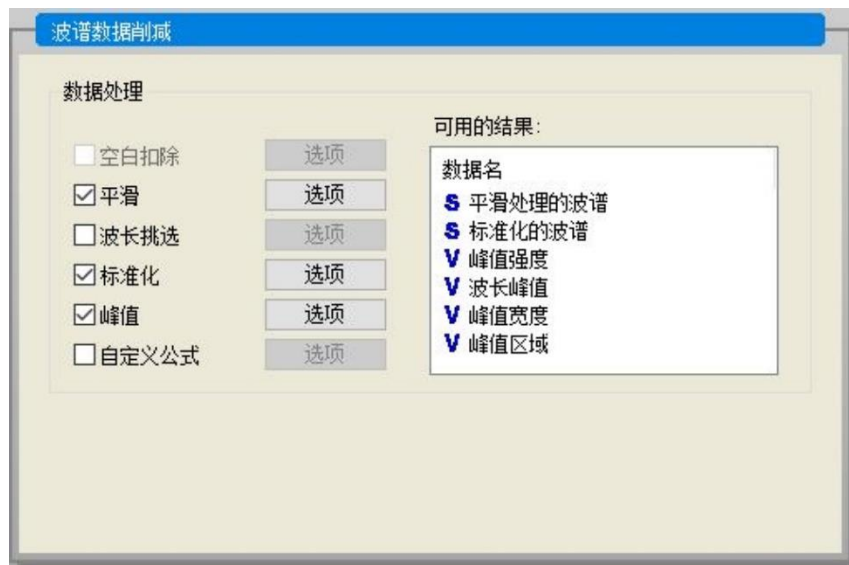 波谱数据削减
数据处理
空白扣除 选项
平滑 选项
波长挑选 选项
标准化 选项
峰值 选项
自定义公式 选项
可用的结果:
数据名
S 平滑处理的波谱
S 标准化的波谱
V 峰值强度
V 波长峰值
V 峰值宽度
V 峰值区域